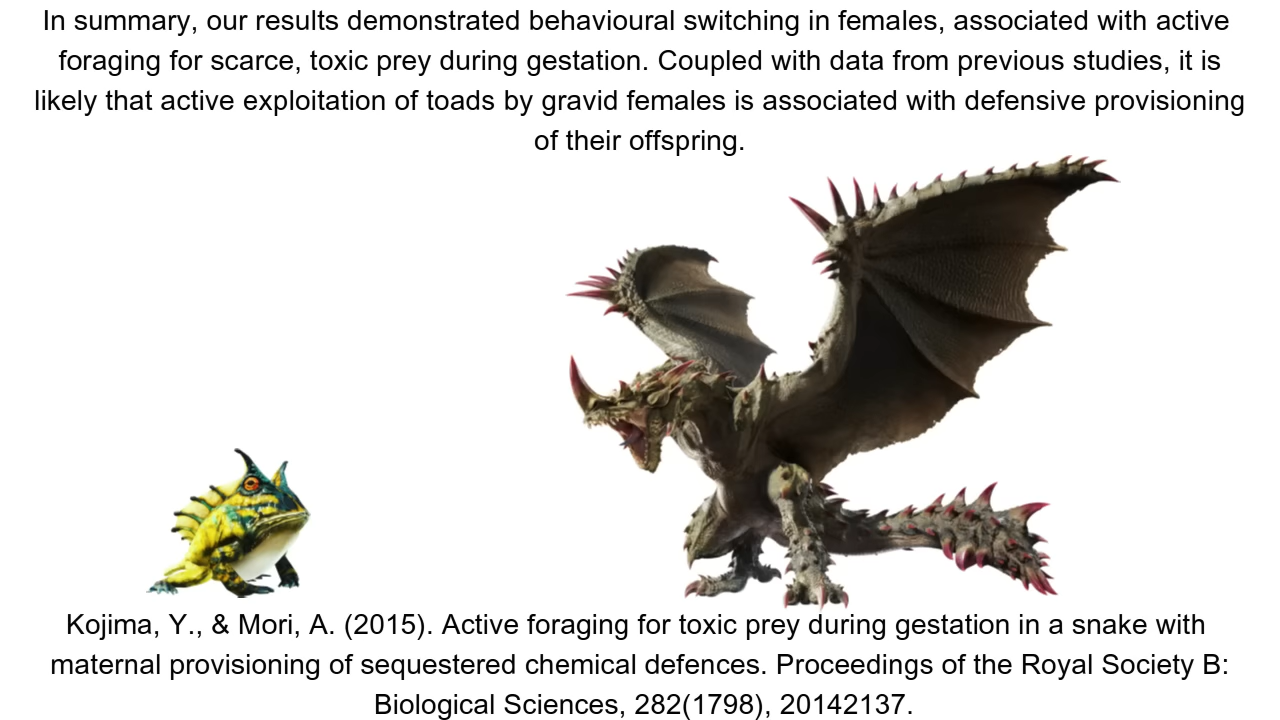 In summary, our results demonstrated behavioural switching in females, associated with active
foraging for scarce, toxic prey during gestation. Coupled with data from previous studies, it is
likely that active exploitation of toads by gravid females is associated with defensive provisioning
of their offspring.
Kojima, Y., & Mori, A. (2015). Active foraging for toxic prey during gestation in a snake with
maternal provisioning of sequestered chemical defences. Proceedings of the Royal Society B:
Biological Sciences, 282(1798), 20142137.